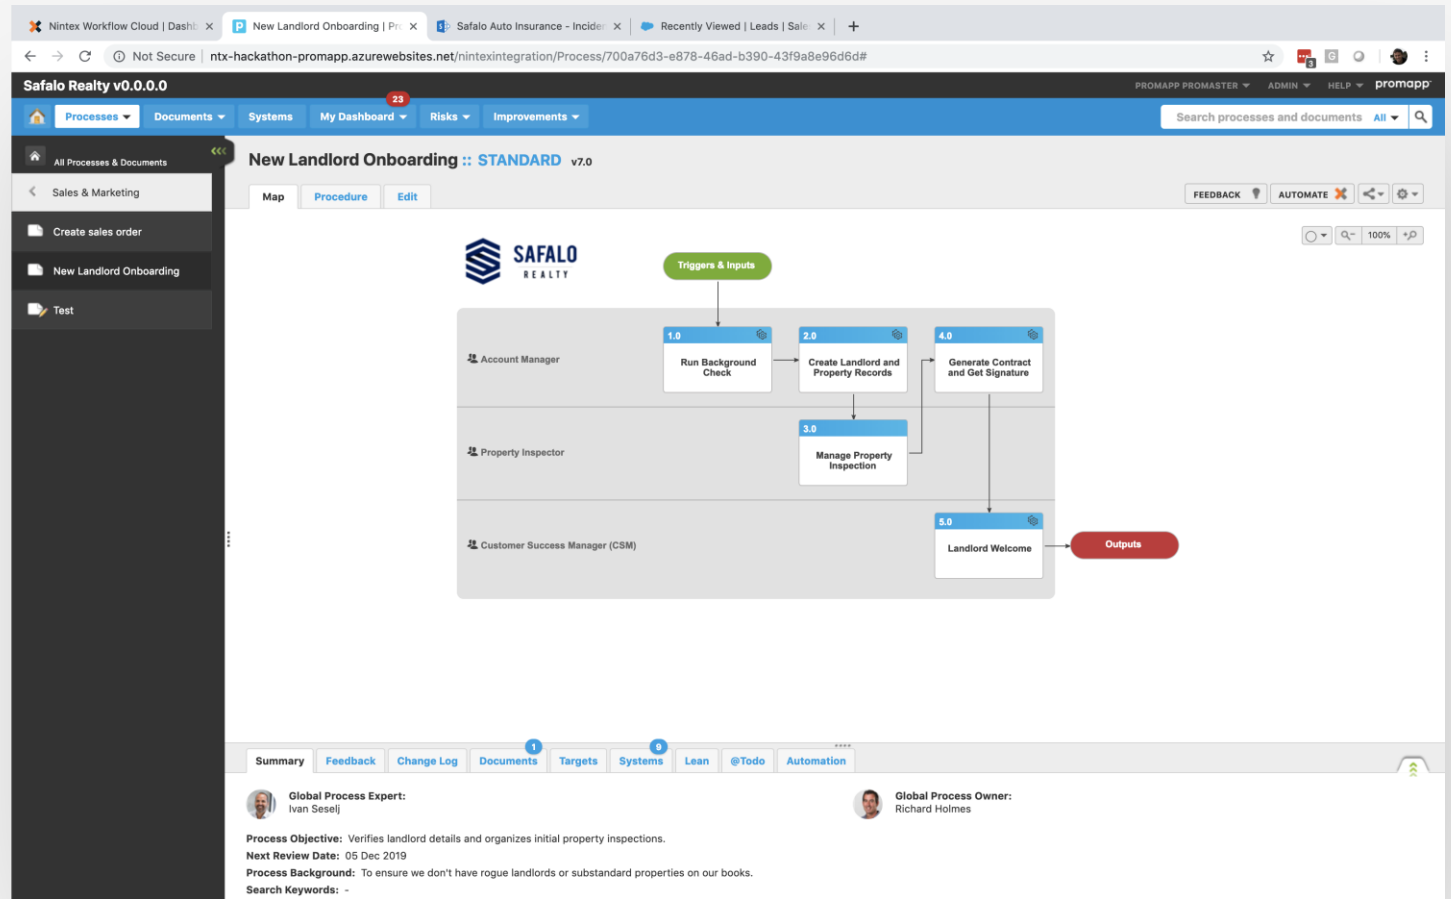 Nintex Workflow Cloud | Dashb
New Landlord Onboarding | Pro
Safalo Auto Insurance - Inciden
Recently Viewed | Leads | Sale
Not Secure | ntx-hackathon-promapp.azurewebsites.net/nintexintegration/Process/700a76d3-e878-46ad-b390-43f9a8e96d6d#
3
G
Safalo Realty v0.0.0.0
PROMAPP PROMASTER
ADMIN
HELP
promapp
Processes
Documents
Systems
My Dashboard
23
Risks
Improvements
Search processes and documents
All
All Processes & Documents
Sales & Marketing
Create sales order
New Landlord Onboarding
Test
New Landlord Onboarding :: STANDARD v7.0
Map
Procedure
Edit
FEEDBACK
AUTOMATE
100%
SAFALO
REALTY
Triggers & Inputs
Account Manager
1.0
Run Background
Check
2.0
Create Landlord and
Property Records
4.0
Generate Contract
and Get Signature
Property Inspector
3.0
Manage Property
Inspection
Customer Success Manager (CSM)
5.0
Landlord Welcome
Outputs
Summary
Feedback
Change Log
Documents
1
Targets
Systems
9
Lean
@Todo
Automation
Global Process Expert:
Ivan Seselj
Global Process Owner:
Richard Holmes
Process Objective: Verifies landlord details and organizes initial property inspections.
Next Review Date: 05 Dec 2019
Process Background: To ensure we don't have rogue landlords or substandard properties on our books.
Search Keywords: -